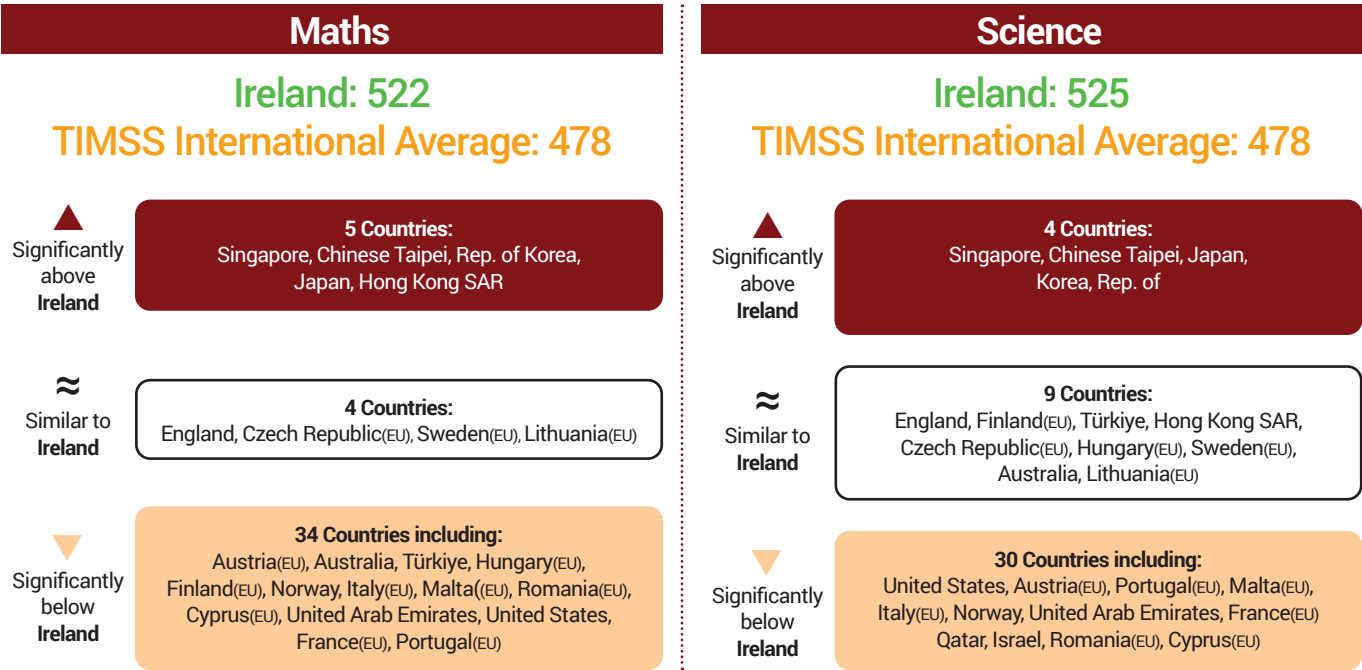 Maths
Ireland: 522
TIMSS International Average: 478
Significantly
above
Ireland
5 Countries:
Singapore, Chinese Taipei, Rep. of Korea,
Japan, Hong Kong SAR
≈
Similar to
Ireland
4 Countries:
England, Czech Republic(EU), Sweden(EU), Lithuania(EU)
Significantly
below
Ireland
34 Countries including:
Austria(EU), Australia, Türkiye, Hungary(EU),
Finland(EU), Norway, Italy(EU), Malta((EU), Romania(EU),
Cyprus(EU), United Arab Emirates, United States,
France(EU), Portugal(EU)
Science
Ireland: 525
TIMSS International Average: 478
Significantly
above
Ireland
4 Countries:
Singapore, Chinese Taipei, Japan,
Korea, Rep. of
≈
Similar to
Ireland
9 Countries:
England, Finland(EU), Türkiye, Hong Kong SAR,
Czech Republic(EU), Hungary(EU), Sweden(EU),
Australia, Lithuania(EU)
Significantly
below
Ireland
30 Countries including:
United States, Austria(EU), Portugal(EU), Malta(EU),
Italy(EU), Norway, United Arab Emirates, France(EU)
Qatar, Israel, Romania(EU), Cyprus(EU)